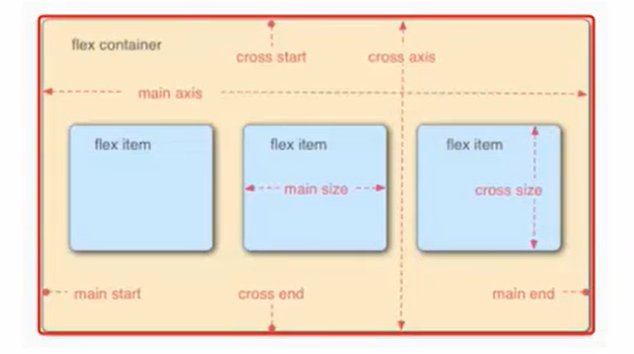 flex container
cross start
cross axis
main axis
flex item
flex item
flex item
main size
cross size
main start
cross end
main end